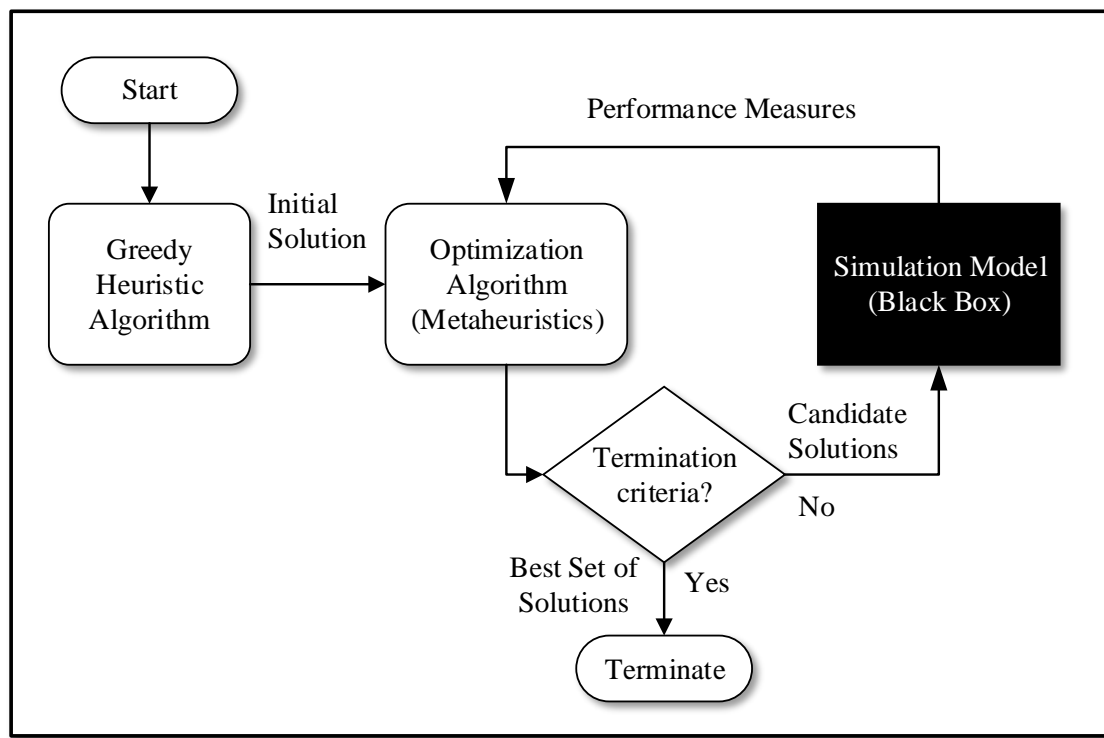 Start
Performance Measures
Initial
Solution
Greedy
Heuristic
Algorithm
Optimization
Algorithm
(Metaheuristics)
Simulation Model
(Black Box)
Candidate
Solutions
Termination
criteria?
No
Best Set of
Solutions
Yes
Terminate